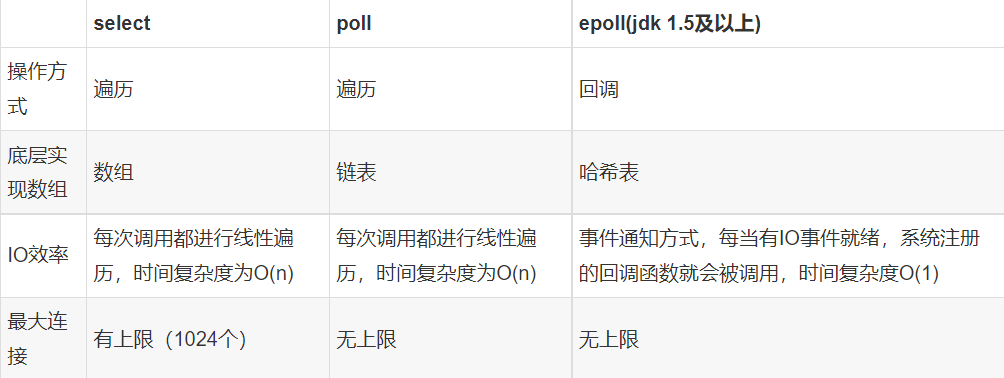 select poll epoll(jdk 1.5及以上)
操作方
式
遍历 遍历 回调
底层实
现数组
数组 链表 哈希表
IO效率
每次调用都进行线性遍
历，时间复杂度为O(n)
每次调用都进行线性遍
历，时间复杂度为O(n)
事件通知方式，每当有IO事件就绪，系统注册
的回调函数就会被调用，时间复杂度O(1)
最大连
接
有上限（1024个） 无上限 无上限